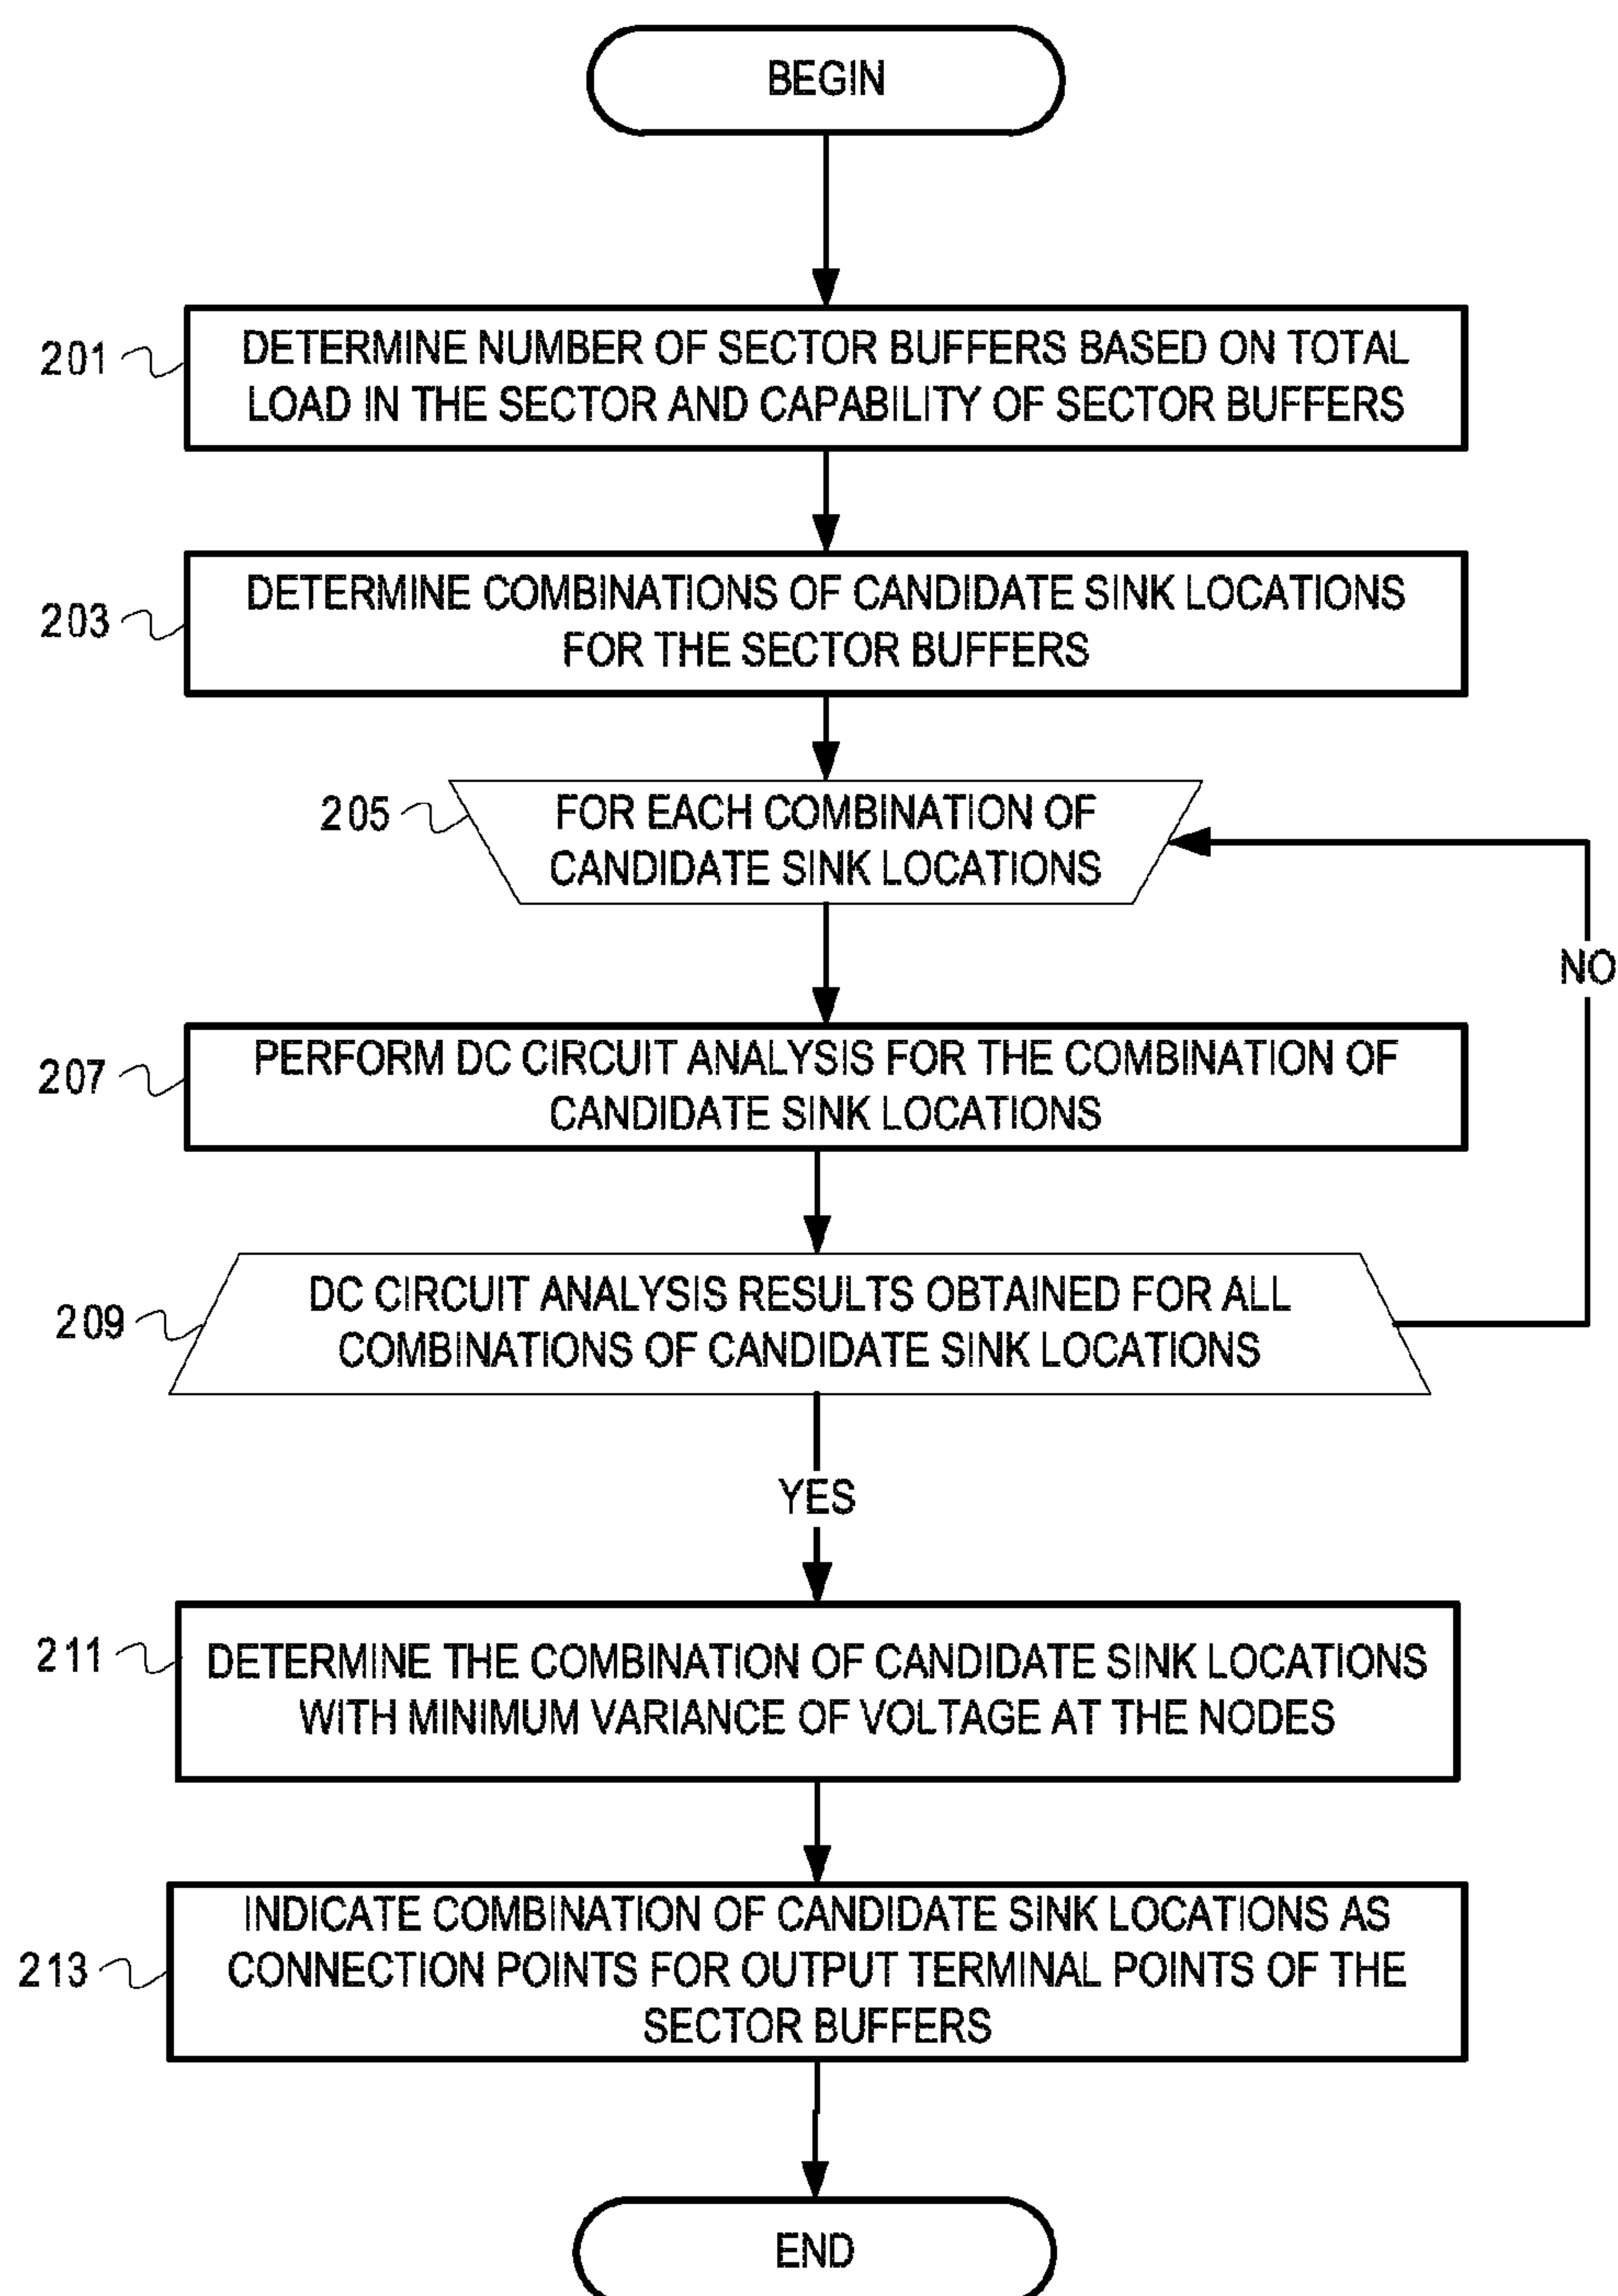 BEGIN
201
DETERMINE NUMBER OF SECTOR BUFFERS BASED ON TOTAL
LOAD IN THE SECTOR AND CAPABILITY OF SECTOR BUFFERS
203
DETERMINE COMBINATIONS OF CANDIDATE SINK LOCATIONS
FOR THE SECTOR BUFFERS
205
FOR EACH COMBINATION OF
CANDIDATE SINK LOCATIONS
NO
207
PERFORM DC CIRCUIT ANALYSIS FOR THE COMBINATION OF
CANDIDATE SINK LOCATIONS
209
DC CIRCUIT ANALYSIS RESULTS OBTAINED FOR ALL
COMBINATIONS OF CANDIDATE SINK LOCATIONS
YES
211
DETERMINE THE COMBINATION OF CANDIDATE SINK LOCATIONS
WITH MINIMUM VARIANCE OF VOLTAGE AT THE NODES
213
INDICATE COMBINATION OF CANDIDATE SINK LOCATIONS AS
CONNECTION POINTS FOR OUTPUT TERMINAL POINTS OF THE
SECTOR BUFFERS
END